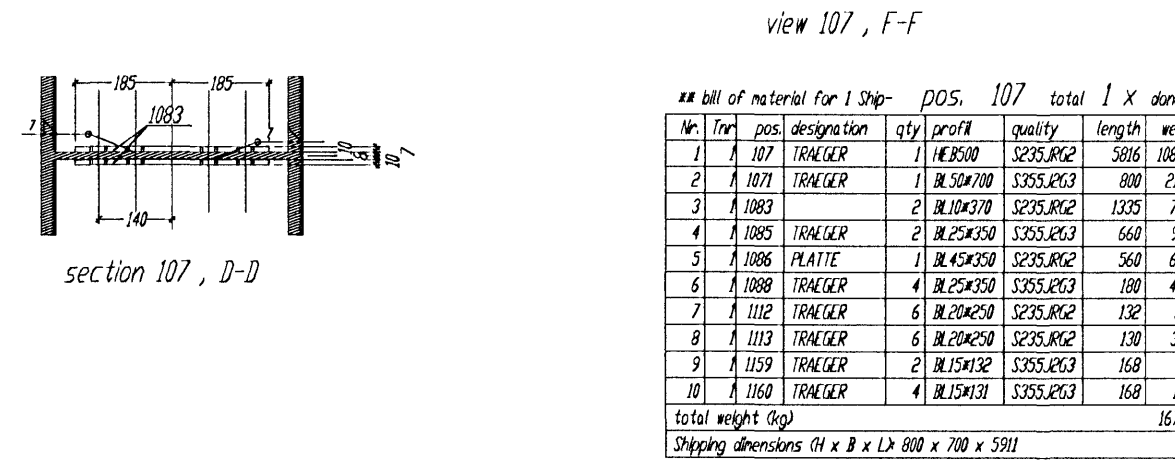 view 107 , F-F
185 185
1083
7
7
10
8
10
7
140
section 107 , D-D
** bill of material for 1 Ship- pos. 107 total 1 x
Nr. Tnr pos. designation qty profil quality length
1 1 107 TRAEGER 1 HEB500 S235JRG2 5816
2 1 1071 TRAEGER 1 BL50*700 S355J2G3 800
3 1 1083 2 BL10*370 S235JRG2 1335
4 1 1085 TRAEGER 2 BL25*350 S355J2G3 660
5 1 1086 PLATTE 1 BL45*350 S235JRG2 560
6 1 1088 TRAEGER 4 BL25*350 S355J2G3 180
7 1 1112 TRAEGER 6 BL20*250 S235JRG2 132
8 1 1113 TRAEGER 6 BL20*250 S235JRG2 130
9 1 1159 TRAEGER 2 BL15*132 S355J2G3 168
10 1 1160 TRAEGER 4 BL15*131 S355J2G3 168
total weight (kg)
Shipping dimensions (H x B x L): 800 x 700 x 5911